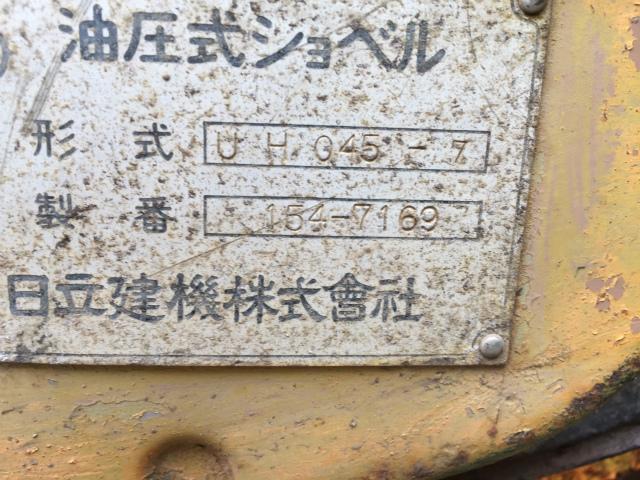 油圧式ショベル
形式 UH045-7
製番 154-7169
日立建機株式會社